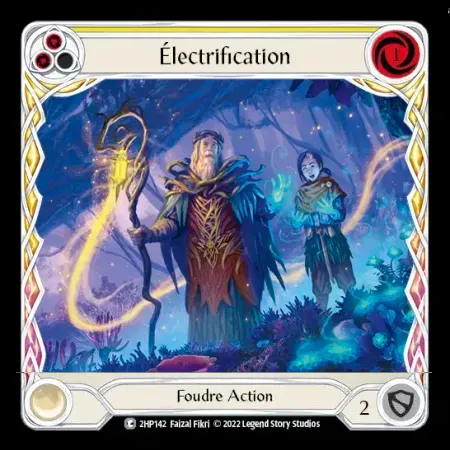 1
Électrification
Foudre Action
2
C 2HP142 Faizal Fikri © 2022 Legend Story Studios